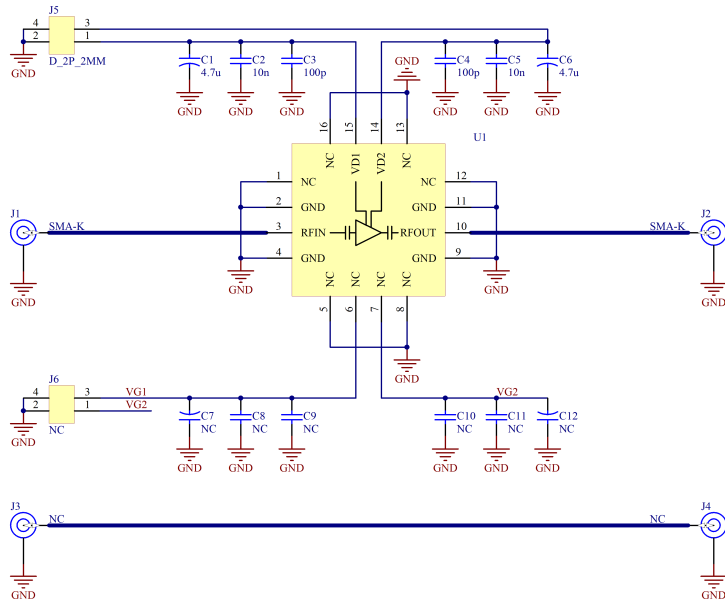 J5
4 3
2 1
D_2P_2MM
GND
C1
4.7u
GND
C2
10n
GND
C3
100p
GND
GND
C4
100p
GND
C5
10n
GND
C6
4.7u
GND
16 15 14 13
U1
NC VD1 VD2 NC
1 NC NC 12
2 GND GND 11
3 RFIN RFOUT 10
4 GND GND 9
NC NC NC NC
5 6 7 8
J1
SMA-K
GND
GND
GND
SMA-K
J2
GND
GND
J6
4 3 VG1
2 1 VG2
NC
GND
C7
NC
GND
C8
NC
GND
C9
NC
GND
VG2
C10
NC
GND
C11
NC
GND
C12
NC
GND
J3
NC
GND
NC
J4
GND